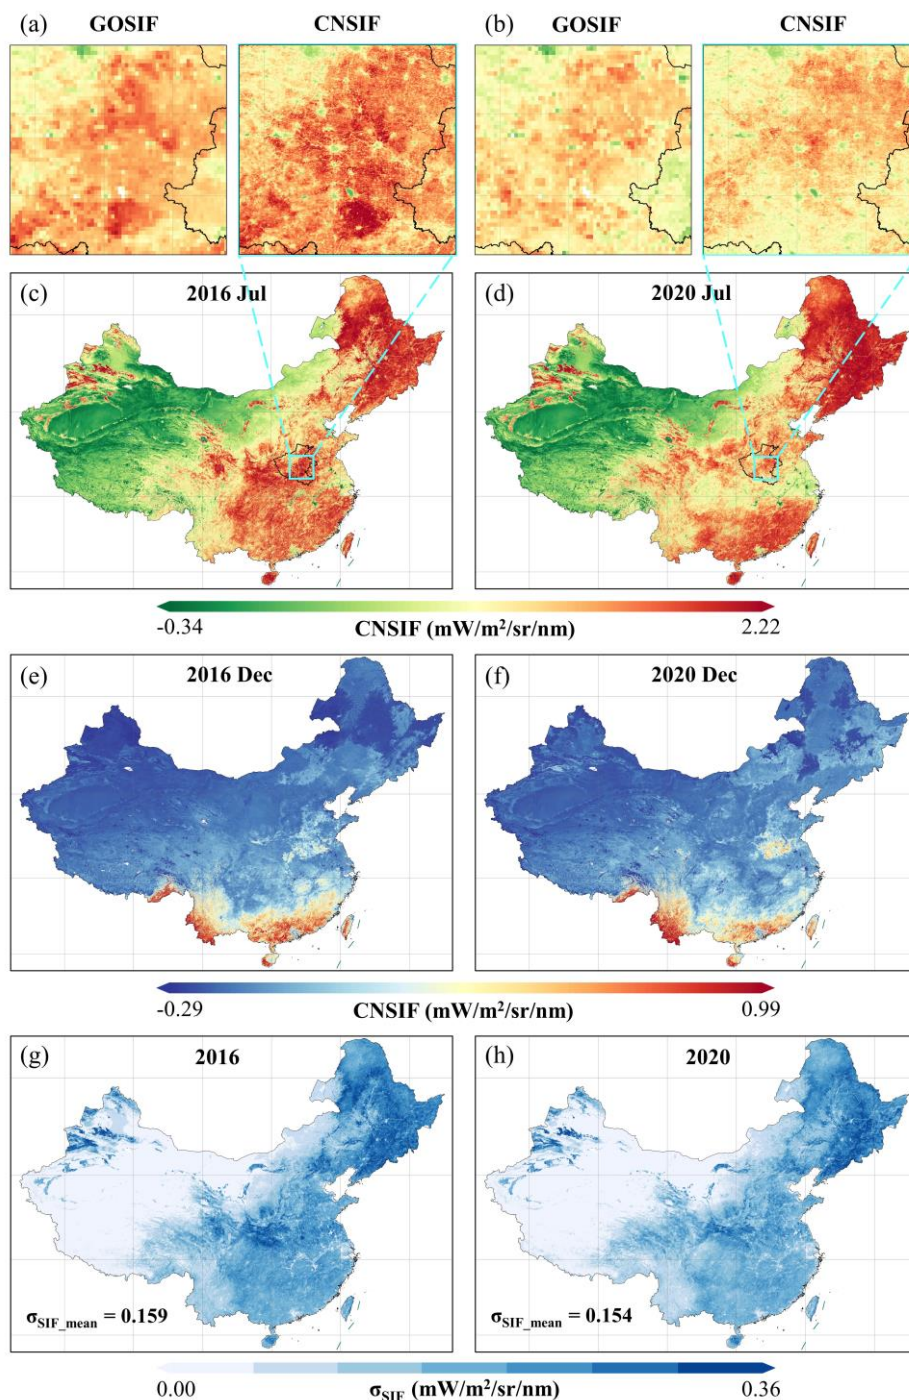 (a) GOSIF CNSIF (b) GOSIF CNSIF
(c) 2016 Jul (d) 2020 Jul
-0.34 CNSIF (mW/m²/sr/nm) 2.22
(e) 2016 Dec (f) 2020 Dec
-0.29 CNSIF (mW/m²/sr/nm) 0.99
(g) 2016 (h) 2020
σSIF_mean = 0.159 σSIF_mean = 0.154
0.00 σSIF (mW/m²/sr/nm) 0.36